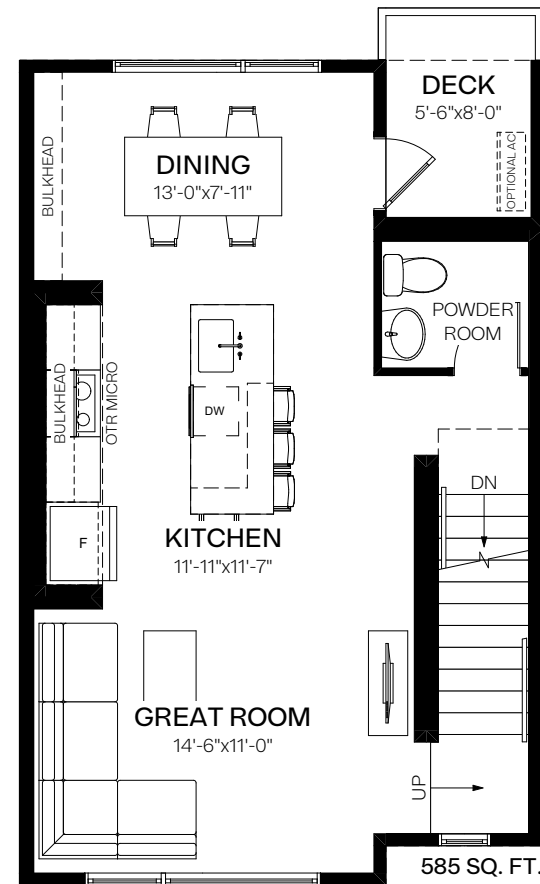 DECK
5'-6"x8'-0"
OPTIONAL AC
BULKHEAD
DINING
13'-0"x7'-11"
POWDER
ROOM
BULKHEAD
OTR MICRO
DW
F
DN
KITCHEN
11'-11"x11'-7"
GREAT ROOM
14'-6"x11'-0"
UP
585 SQ. FT.